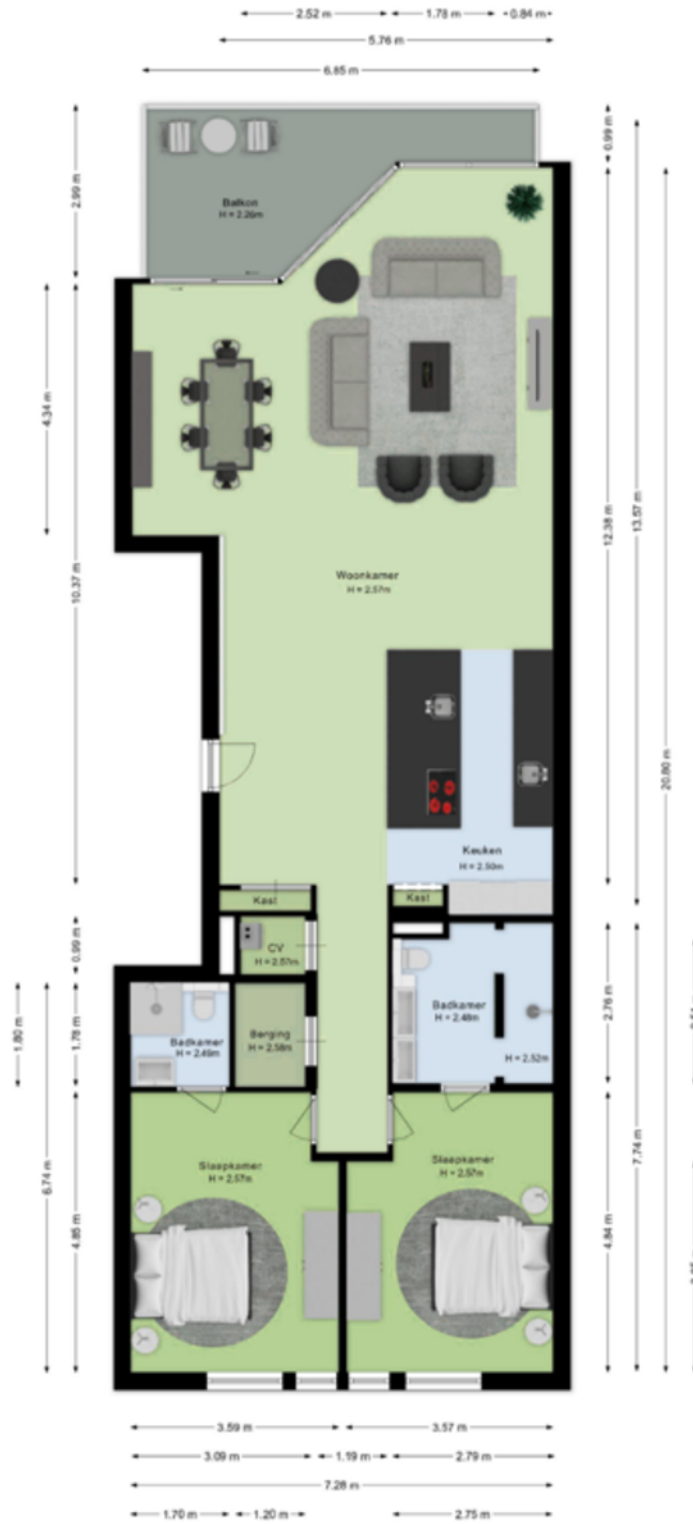 2.52 m
1.78 m
0.84 m
5.76 m
6.85 m
2.99 m
0.99 m
Balkon
H = 2.26m
4.34 m
10.37 m
12.38 m
13.57 m
20.80 m
Woonkamer
H = 2.57m
Keuken
H = 2.50m
Kast
Kast
0.99 m
CV
H = 2.57m
1.80 m
1.78 m
Badkamer
H = 2.49m
Berging
H = 2.58m
Badkamer
H = 2.48m
H = 2.52m
2.76 m
6.74 m
7.74 m
4.85 m
4.84 m
Slaapkamer
H = 2.57m
Slaapkamer
H = 2.57m
3.59 m
3.57 m
3.09 m
1.19 m
2.79 m
7.28 m
1.70 m
1.20 m
2.75 m